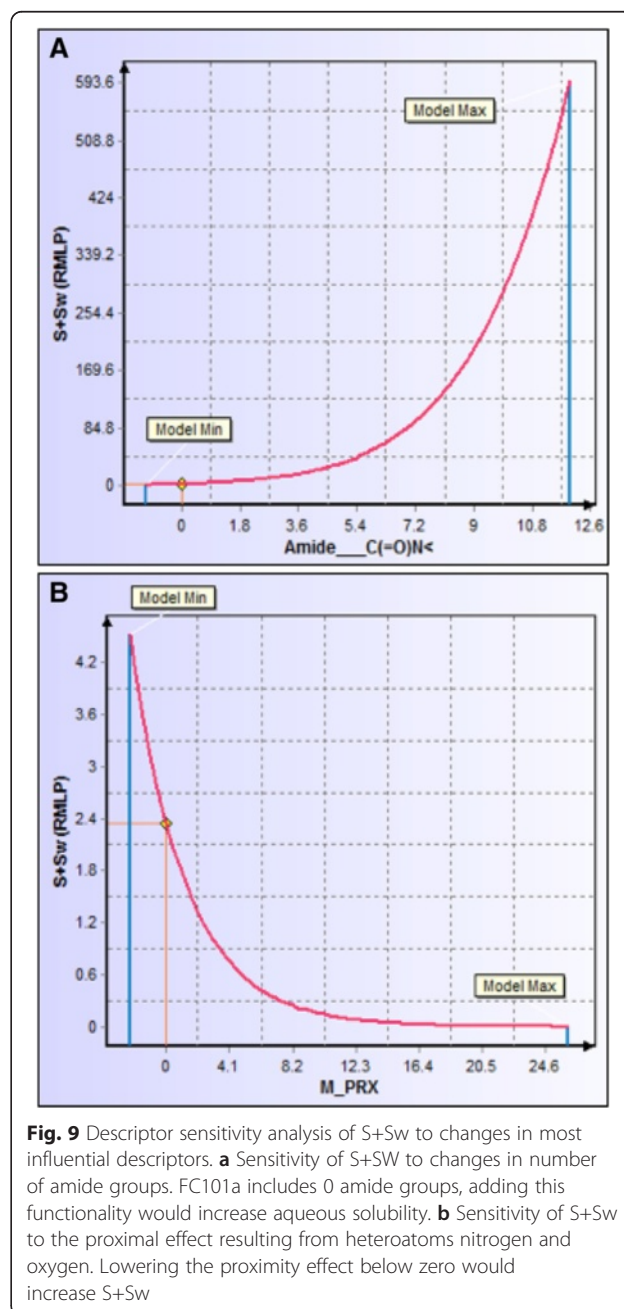 A
593.6
508.8
424
339.2
254.4
169.6
84.8
0
S+Sw (RMLP)
Model Max
Model Min
0 1.8 3.6 5.4 7.2 9 10.8 12.6
Amide___C(=O)N<
B
4.2
3.6
3
2.4
1.8
1.2
0.6
0
S+Sw (RMLP)
Model Min
Model Max
0 4.1 8.2 12.3 16.4 20.5 24.6
M_PRX
Fig. 9 Descriptor sensitivity analysis of S+Sw to changes in most
influential descriptors. a Sensitivity of S+SW to changes in number
of amide groups. FC101a includes 0 amide groups, adding this
functionality would increase aqueous solubility. b Sensitivity of S+Sw
to the proximal effect resulting from heteroatoms nitrogen and
oxygen. Lowering the proximity effect below zero would
increase S+Sw